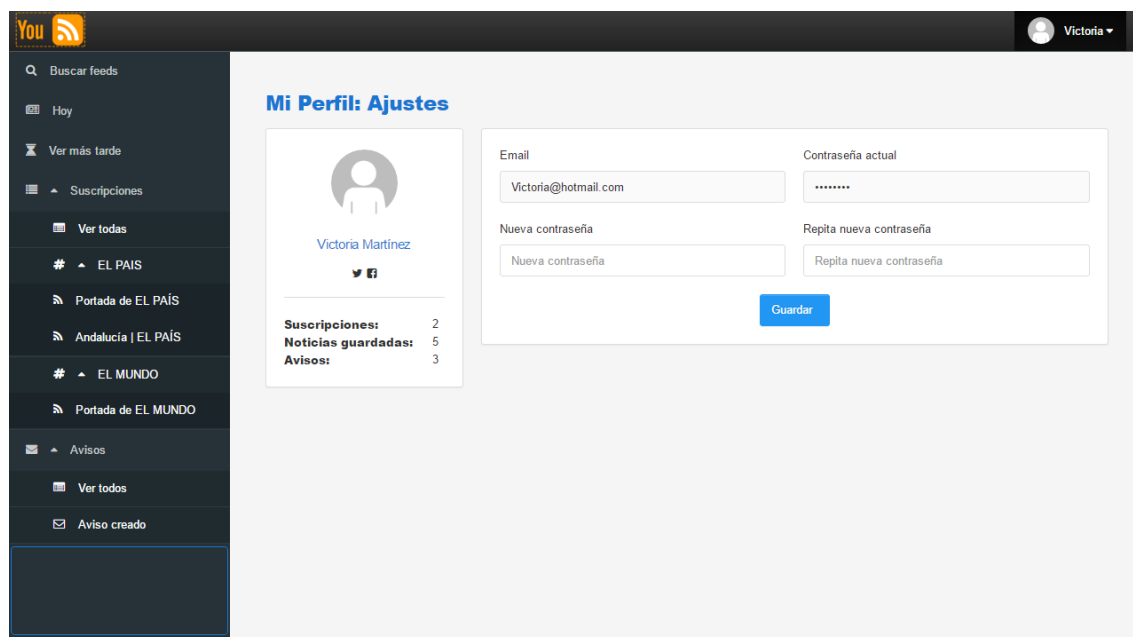 You
Victoria
Buscar feeds
Hoy
Ver más tarde
Suscripciones
Ver todas
# EL PAIS
Portada de EL PAÍS
Andalucía | EL PAÍS
# EL MUNDO
Portada de EL MUNDO
Avisos
Ver todos
Aviso creado
Mi Perfil: Ajustes
Victoria Martínez
Suscripciones: 2
Noticias guardadas: 5
Avisos: 3
Email
Contraseña actual
Victoria@hotmail.com
••••••••
Nueva contraseña
Repita nueva contraseña
Nueva contraseña
Repita nueva contraseña
Guardar